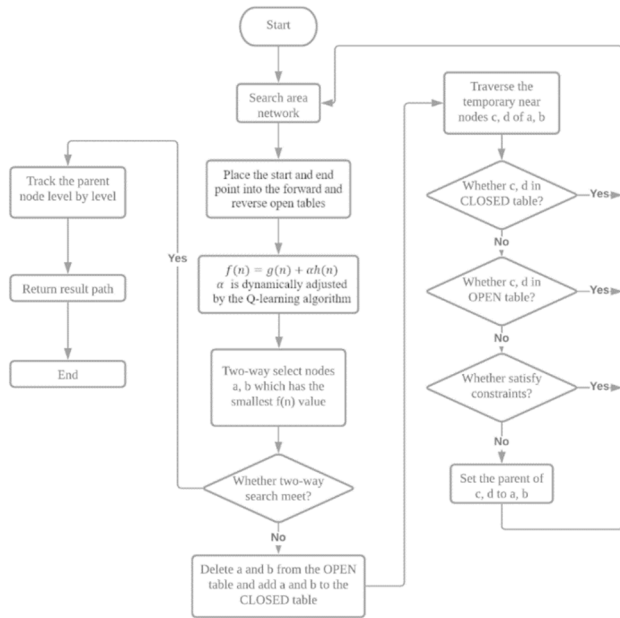 Start
Search area
network
Place the start and end
point into the forward and
reverse open tables
f(n) = g(n) + αh(n)
α is dynamically adjusted
by the Q-learning algorithm
Two-way select nodes
a, b which has the
smallest f(n) value
Whether two-way
search meet?
Yes
No
Track the parent
node level by level
Return result path
End
Delete a and b from the OPEN
table and add a and b to the
CLOSED table
Traverse the
temporary near
nodes c, d of a, b
Whether c, d in
CLOSED table?
Yes
No
Whether c, d in
OPEN table?
Yes
No
Whether satisfy
constraints?
Yes
No
Set the parent of
c, d to a, b